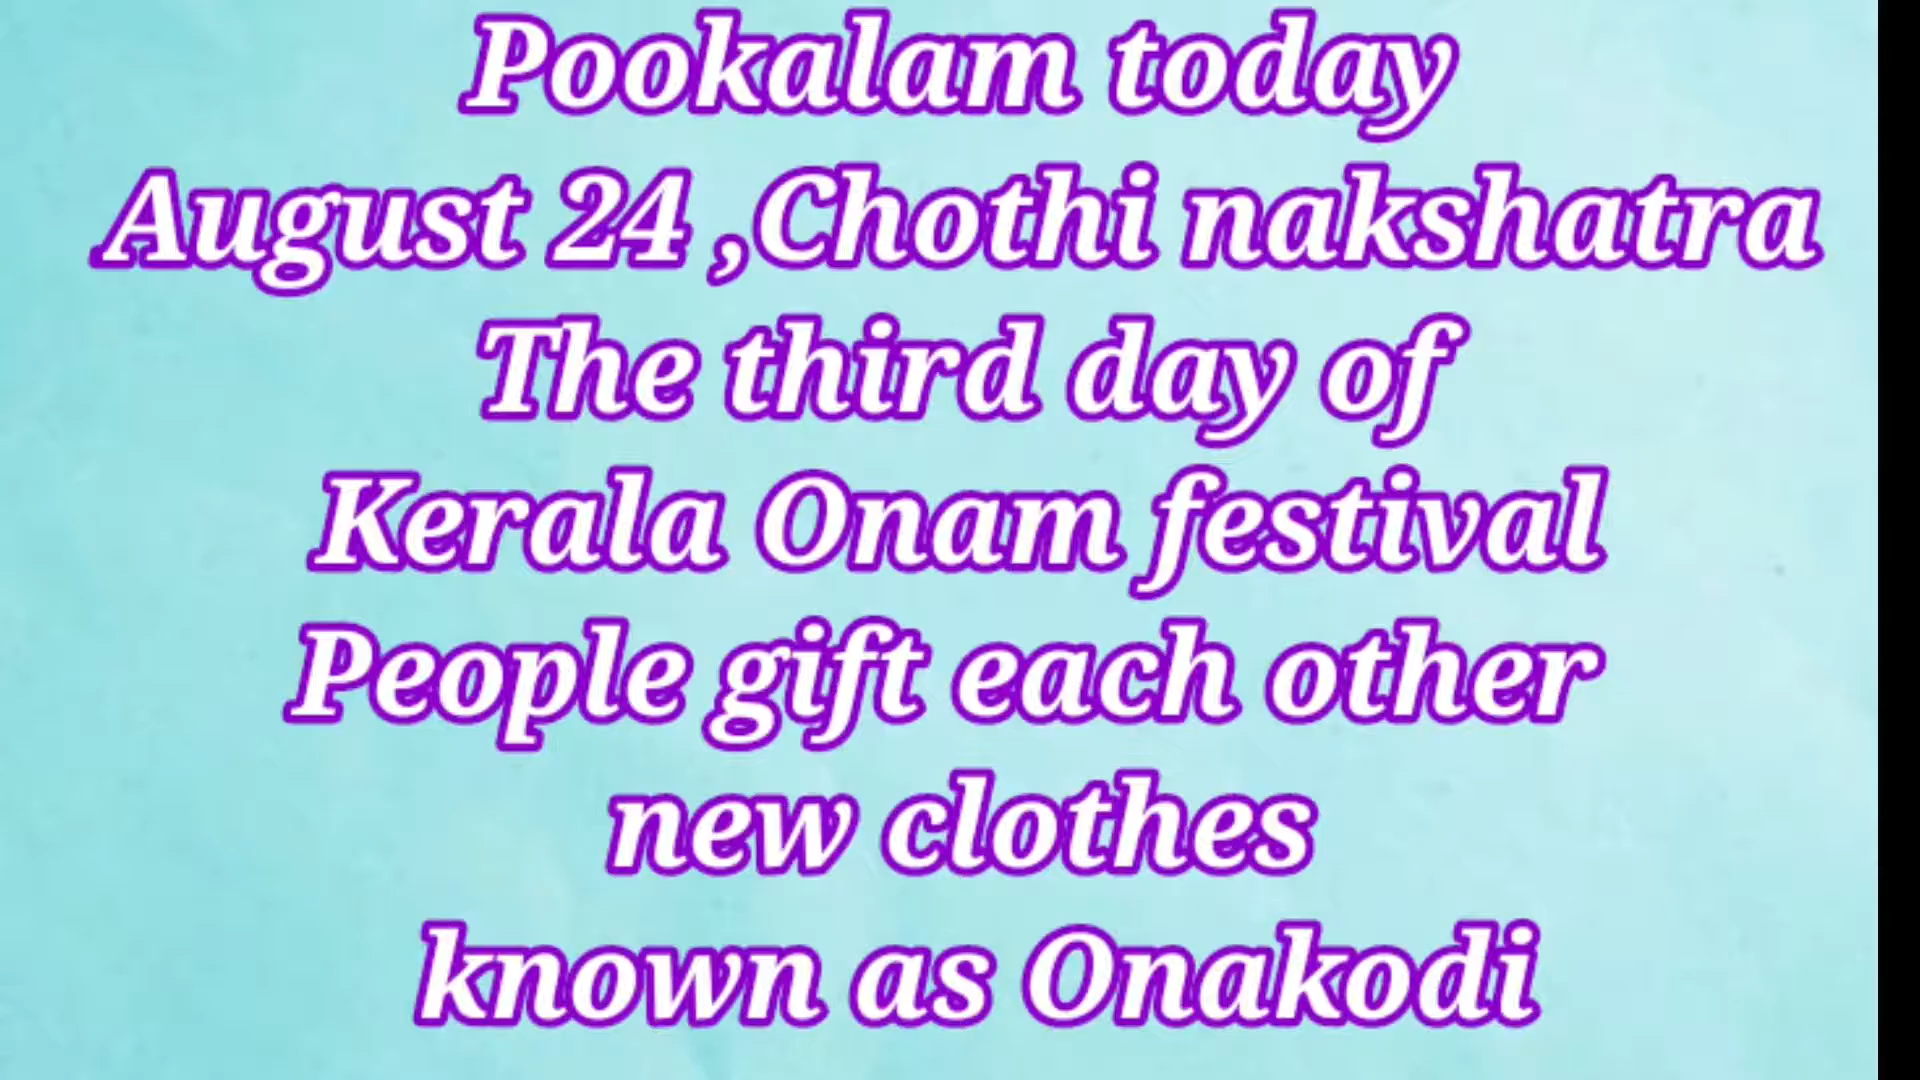 Pookalam today
August 24 ,Chothi nakshatra
The third day of
Kerala Onam festival
People gift each other
new clothes
known as Onakodi